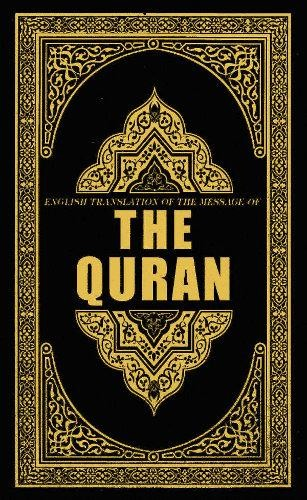 ENGLISH TRANSLATION OF THE MESSAGE OF
THE
QURAN